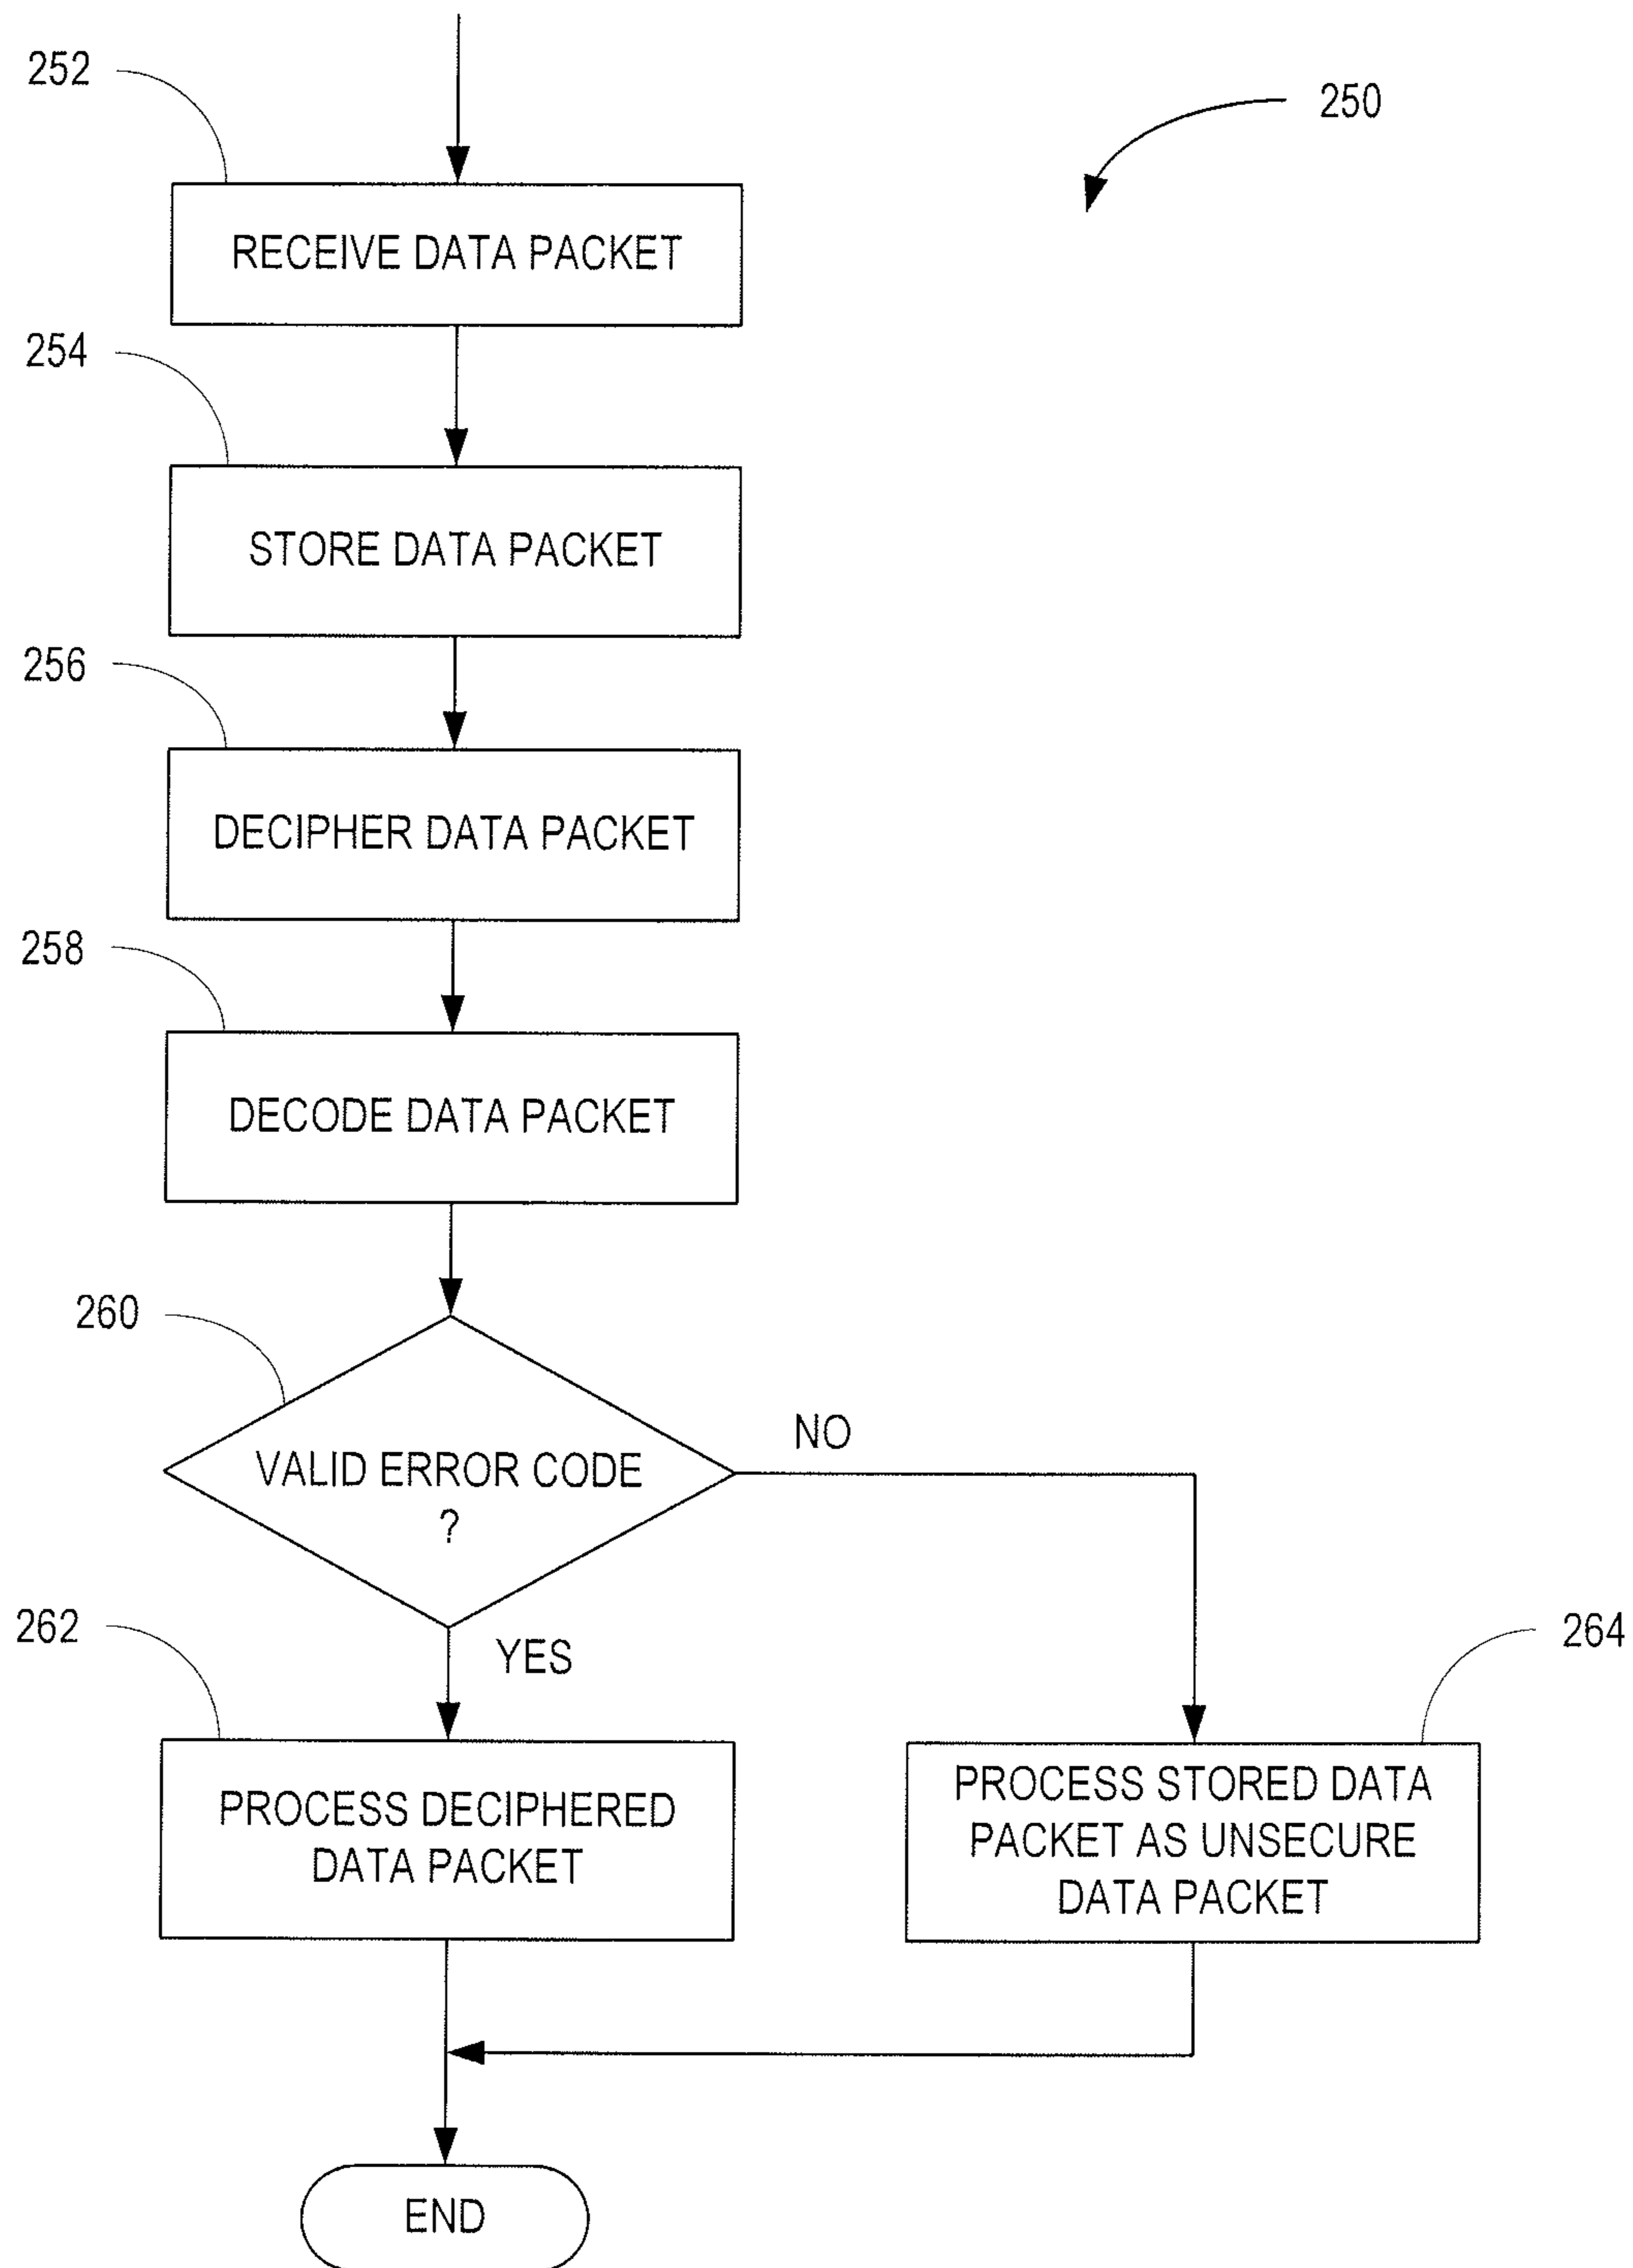 252
250
RECEIVE DATA PACKET
254
STORE DATA PACKET
256
DECIPHER DATA PACKET
258
DECODE DATA PACKET
260
VALID ERROR CODE
?
NO
YES
262
264
PROCESS DECIPHERED
DATA PACKET
PROCESS STORED DATA
PACKET AS UNSECURE
DATA PACKET
END